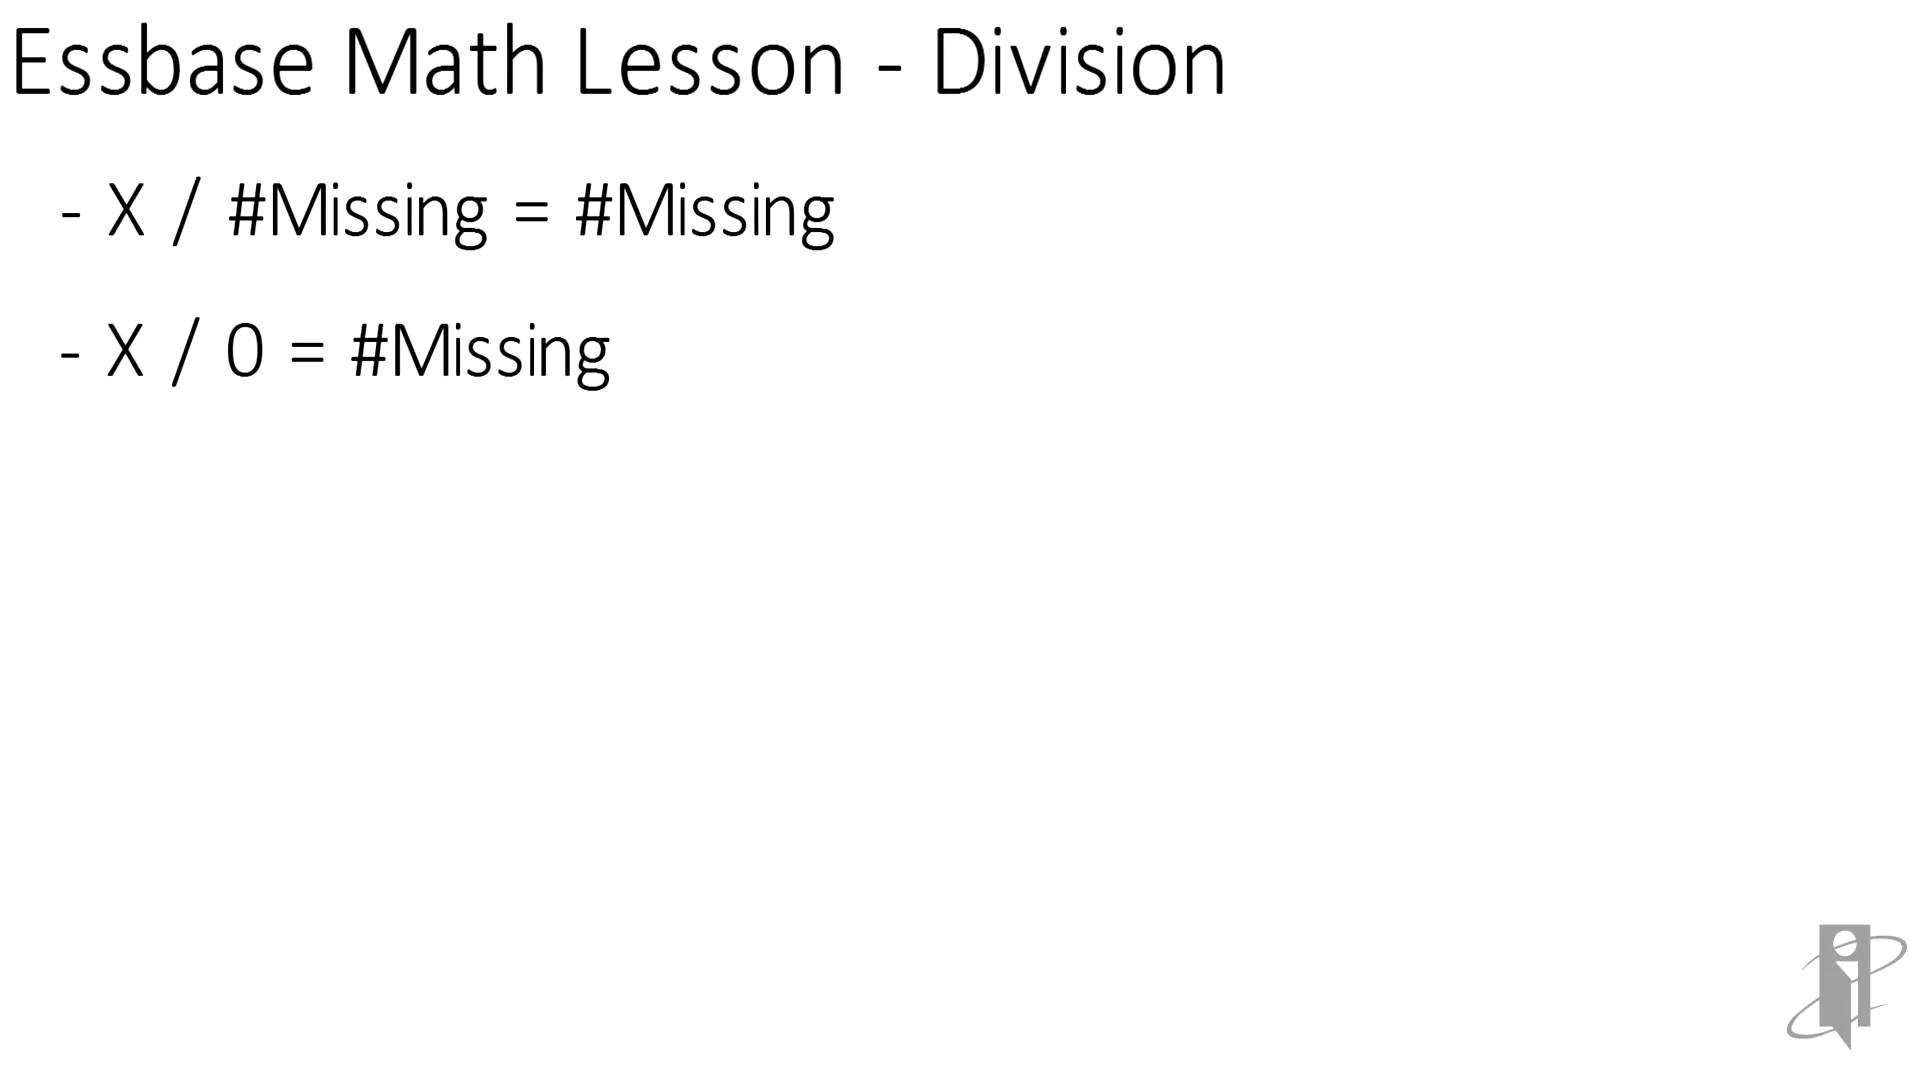 Essbase Math Lesson - Division
- X / #Missing = #Missing
- X / 0 = #Missing